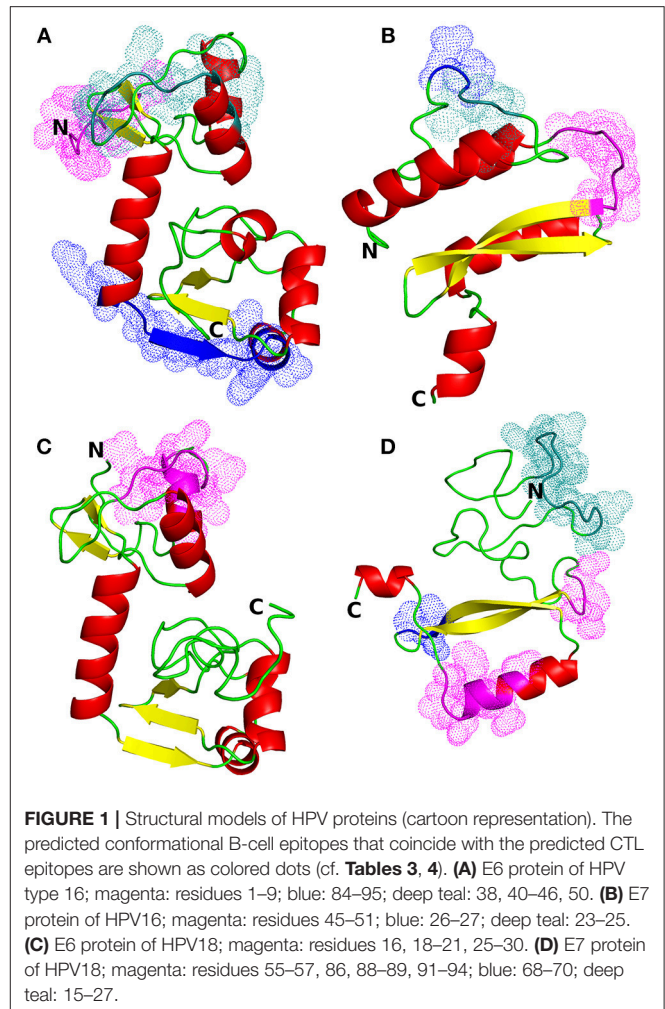 A
B
N
N
C
C
C
D
N
N
C
C
FIGURE 1 | Structural models of HPV proteins (cartoon representation). The
predicted conformational B-cell epitopes that coincide with the predicted CTL
epitopes are shown as colored dots (cf. Tables 3, 4). (A) E6 protein of HPV
type 16; magenta: residues 1–9; blue: 84–95; deep teal: 38, 40–46, 50. (B) E7
protein of HPV16; magenta: residues 45–51; blue: 26–27; deep teal: 23–25.
(C) E6 protein of HPV18; magenta: residues 16, 18–21, 25–30. (D) E7 protein
of HPV18; magenta: residues 55–57, 86, 88–89, 91–94; blue: 68–70; deep
teal: 15–27.